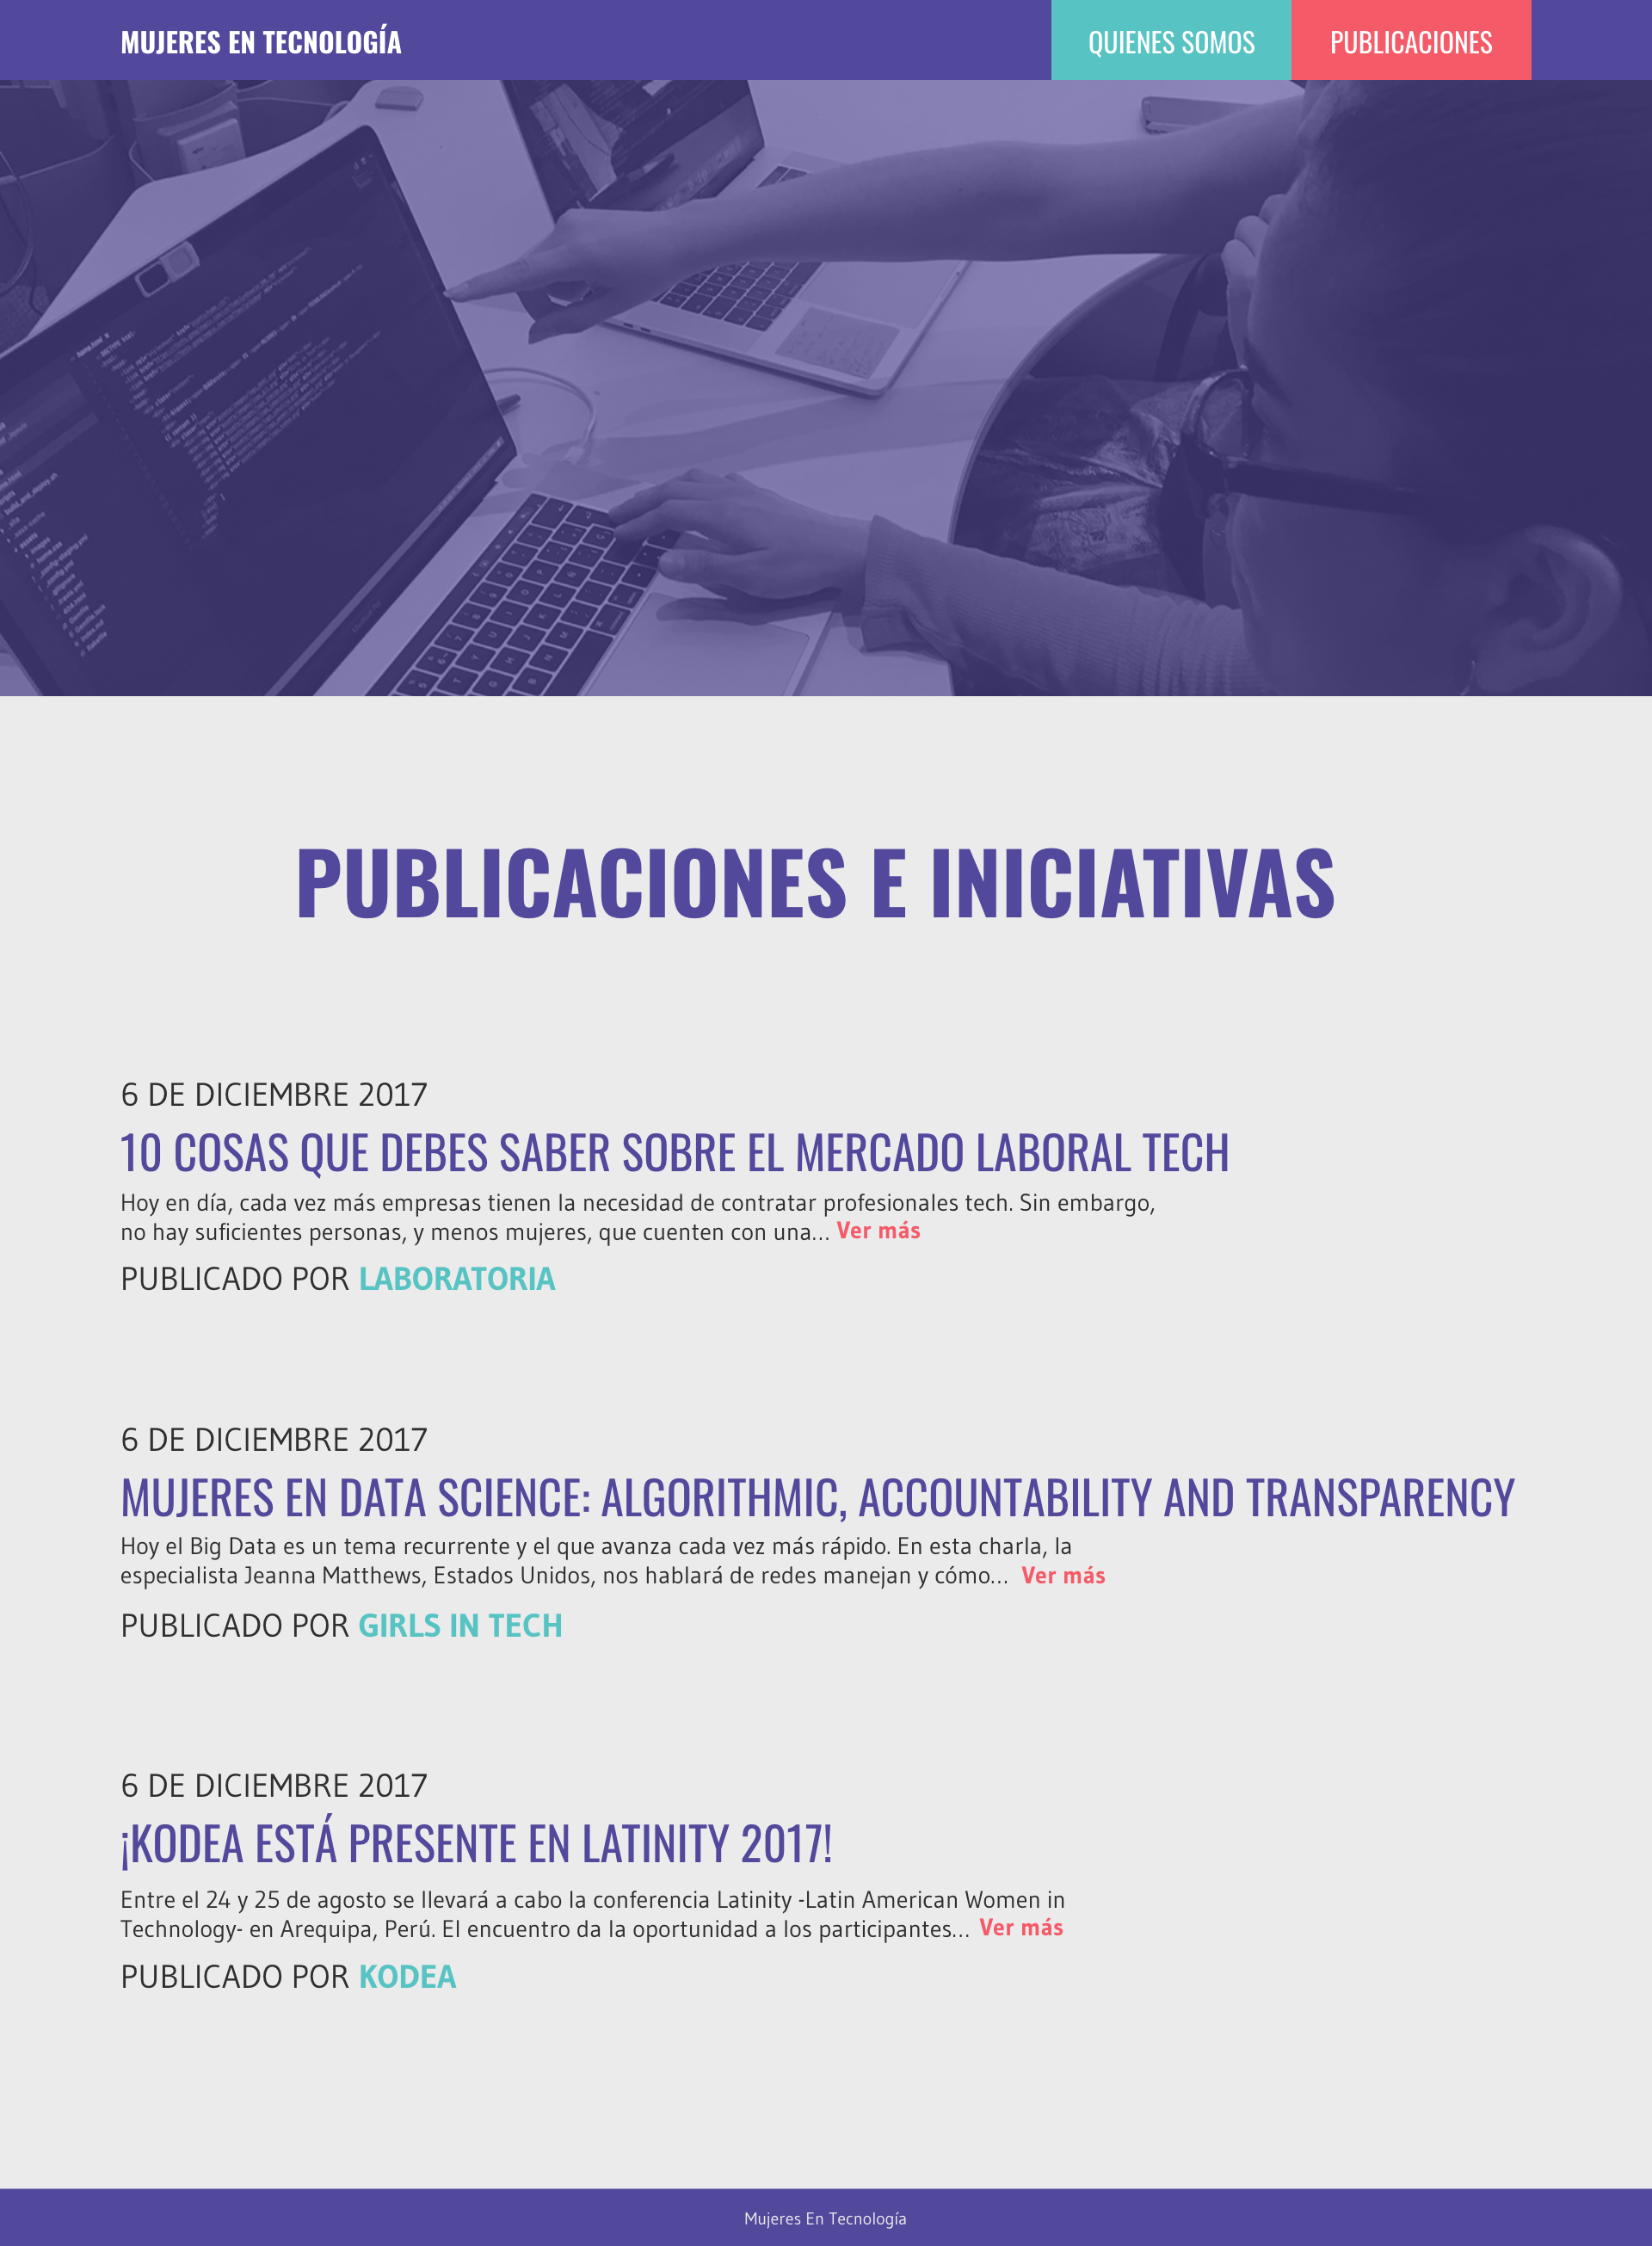 MUJERES EN TECNOLOGÍA
QUIENES SOMOS
PUBLICACIONES
PUBLICACIONES E INICIATIVAS
6 DE DICIEMBRE 2017
10 COSAS QUE DEBES SABER SOBRE EL MERCADO LABORAL TECH
Hoy en día, cada vez más empresas tienen la necesidad de contratar profesionales tech. Sin embargo,
no hay suficientes personas, y menos mujeres, que cuenten con una... Ver más
PUBLICADO POR LABORATORIA
6 DE DICIEMBRE 2017
MUJERES EN DATA SCIENCE: ALGORITHMIC, ACCOUNTABILITY AND TRANSPARENCY
Hoy el Big Data es un tema recurrente y el que avanza cada vez más rápido. En esta charla, la
especialista Jeanna Matthews, Estados Unidos, nos hablará de redes manejan y cómo... Ver más
PUBLICADO POR GIRLS IN TECH
6 DE DICIEMBRE 2017
¡KODEA ESTÁ PRESENTE EN LATINITY 2017!
Entre el 24 y 25 de agosto se llevará a cabo la conferencia Latinity -Latin American Women in
Technology- en Arequipa, Perú. El encuentro da la oportunidad a los participantes... Ver más
PUBLICADO POR KODEA
Mujeres En Tecnología